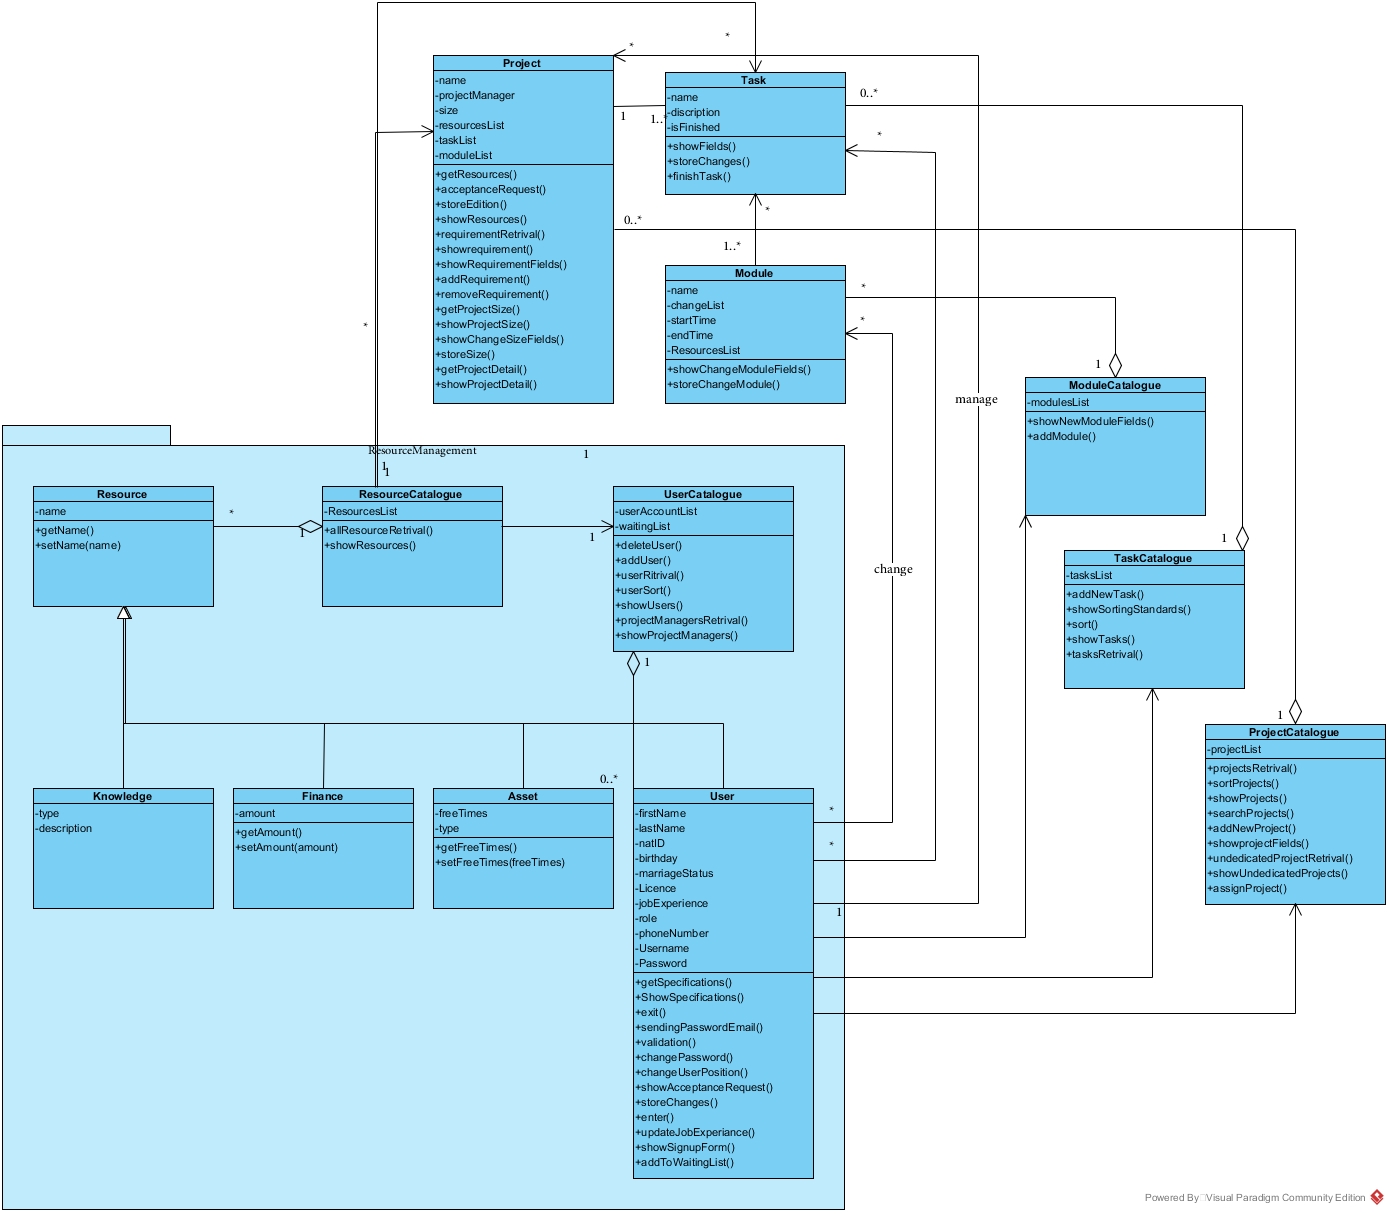 *
*
Project
-name
-projectManager
-size
-resourcesList
-taskList
-moduleList
+getResources()
+acceptanceRequest()
+storeEdition()
+showResources()
+requirementRetrival()
+showrequirement()
+showRequirementFields()
+addRequirement()
+removeRequirement()
+getProjectSize()
+showProjectSize()
+showChangeSizeFields()
+storeSize()
+getProjectDetail()
+showProjectDetail()
1
1..*
Task
-name
-discription
-isFinished
+showFields()
+storeChanges()
+finishTask()
0..*
*
*
0..*
1..*
Module
-name
-changeList
-startTime
-endTime
-ResourcesList
+showChangeModuleFields()
+storeChangeModule()
*
*
*
manage
change
1
ModuleCatalogue
-modulesList
+showNewModuleFields()
+addModule()
1
TaskCatalogue
-tasksList
+addNewTask()
+showSortingStandards()
+sort()
+showTasks()
+tasksRetrival()
1
ProjectCatalogue
-projectList
+projectsRetrival()
+sortProjects()
+showProjects()
+searchProjects()
+addNewProject()
+showprojectFields()
+undedicatedProjectRetrival()
+showUndedicatedProjects()
+assignProject()
ResourceManagement
1
1
1
Resource
-name
+getName()
+setName(name)
*
1
ResourceCatalogue
-ResourcesList
+allResourceRetrival()
+showResources()
1
UserCatalogue
-userAccountList
-waitingList
+deleteUser()
+addUser()
+userRitrival()
+userSort()
+showUsers()
+projectManagersRetrival()
+showProjectManagers()
1
0..*
Knowledge
-type
-description
Finance
-amount
+getAmount()
+setAmount(amount)
Asset
-freeTimes
-type
+getFreeTimes()
+setFreeTimes(freeTimes)
User
-firstName
-lastName
-natID
-birthday
-marriageStatus
-Licence
-jobExperience
-role
-phoneNumber
-Username
-Password
+getSpecifications()
+ShowSpecifications()
+exit()
+sendingPasswordEmail()
+validation()
+changePassword()
+changeUserPosition()
+showAcceptanceRequest()
+storeChanges()
+enter()
+updateJobExperiance()
+showSignupForm()
+addToWaitingList()
*
*
1
Powered By Visual Paradigm Community Edition